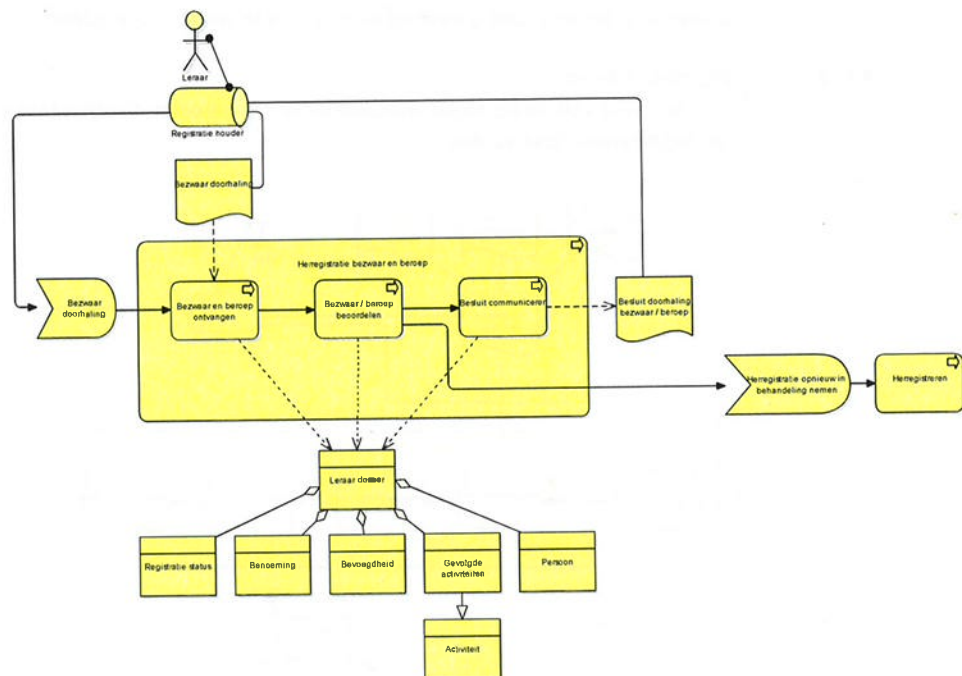 Leraar
Registratie houder
Bezwaar doorhaling
Herregistratie bezwaar en beroep
Bezwaar
doorhaling
Bezwaar en beroep
ontvangen
Bezwaar / beroep
beoordelen
Besluit communiceren
Besluit doorhaling
bezwaar / beroep
Herregistratie opnieuw in
behandeling nemen
Herregistreren
Leraar dossier
Registratie status
Benoeming
Bevoegdheid
Gevolgde
activiteiten
Persoon
Activiteit